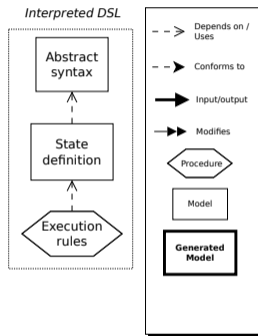 Interpreted DSL
Abstract
syntax
State
definition
Execution
rules
Depends on /
Uses
Conforms to
Input/output
Modifies
Procedure
Model
Generated
Model